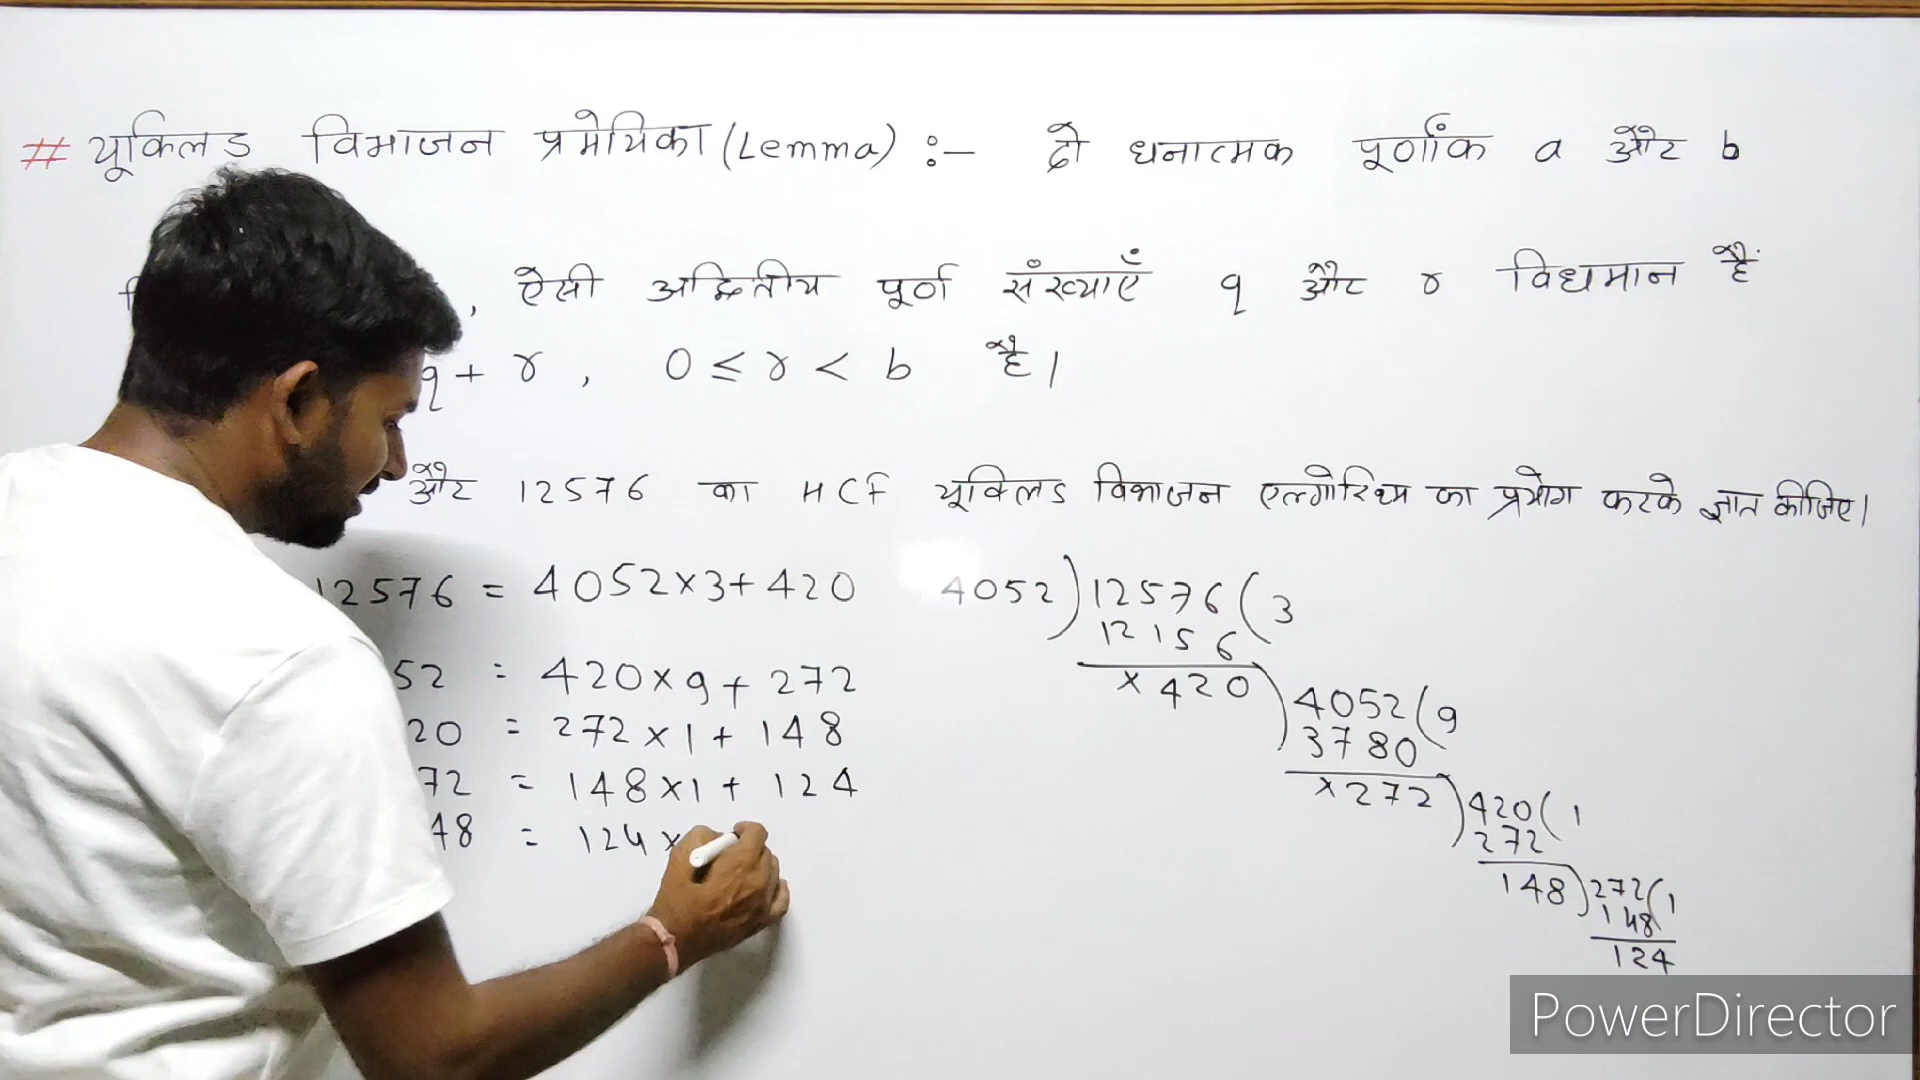 # यूक्लिड विभाजन प्रमेयिका (Lemma) :- दो धनात्मक पूर्णांक a और b
, ऐसी अद्वितीय पूर्ण संख्याएँ q और r विद्यमान है
q + r , 0 ≤ r < b है।
और 12576 का HCF यूक्लिड विभाजन एल्गोरिथ्म का प्रयोग करके ज्ञात कीजिए।
12576 = 4052×3+420
52 = 420×9+272
20 = 272×1+148
72 = 148×1+124
48 = 124×
4052)12576(3
12156
×420)4052(9
3780
×272)420(1
272
148)272(1
148
124
PowerDirector